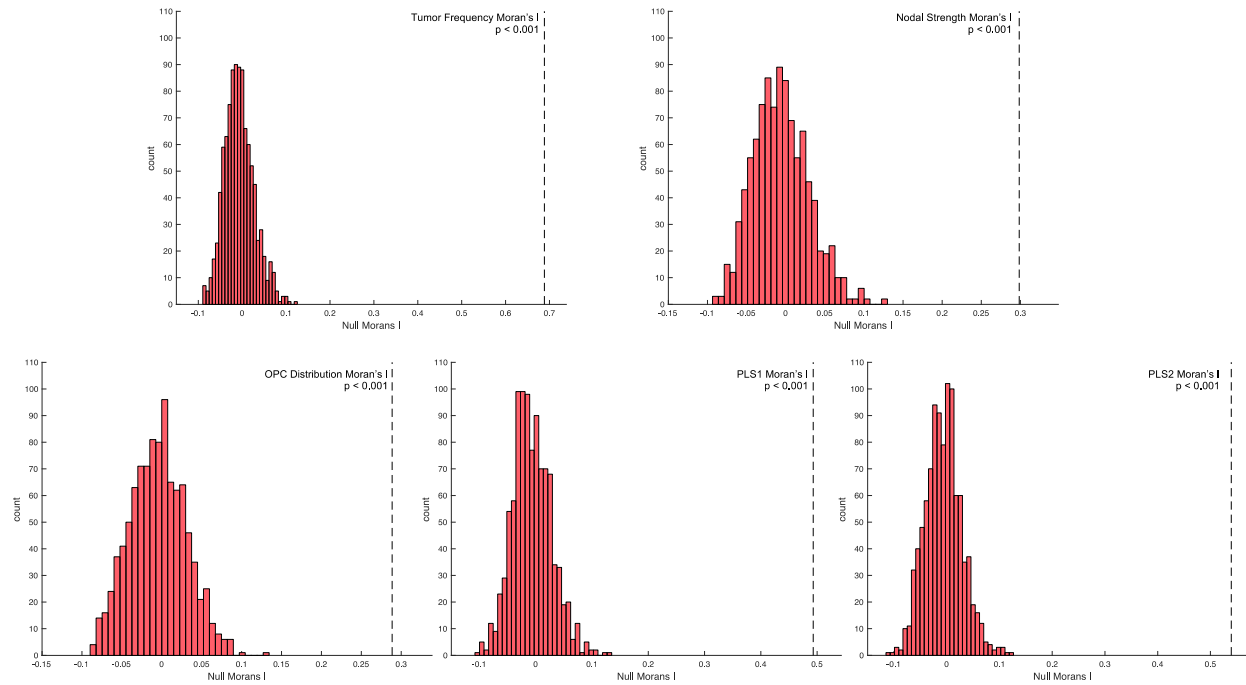 Tumor Frequency Moran's I
p < 0.001
110
100
90
80
70
60
50
40
30
20
10
0
count
-0.1 0 0.1 0.2 0.3 0.4 0.5 0.6 0.7
Null Morans I
Nodal Strength Moran's I
p < 0.001
110
100
90
80
70
60
50
40
30
20
10
0
count
-0.15 -0.1 -0.05 0 0.05 0.1 0.15 0.2 0.25 0.3
Null Morans I
OPC Distribution Moran's I
p < 0.001
110
100
90
80
70
60
50
40
30
20
10
0
count
-0.15 -0.1 -0.05 0 0.05 0.1 0.15 0.2 0.25 0.3
Null Morans I
PLS1 Moran's I
p < 0.001
110
100
90
80
70
60
50
40
30
20
10
0
count
-0.1 0 0.1 0.2 0.3 0.4 0.5
Null Morans I
PLS2 Moran's I
p < 0.001
110
100
90
80
70
60
50
40
30
20
10
0
count
-0.1 0 0.1 0.2 0.3 0.4 0.5
Null Morans I